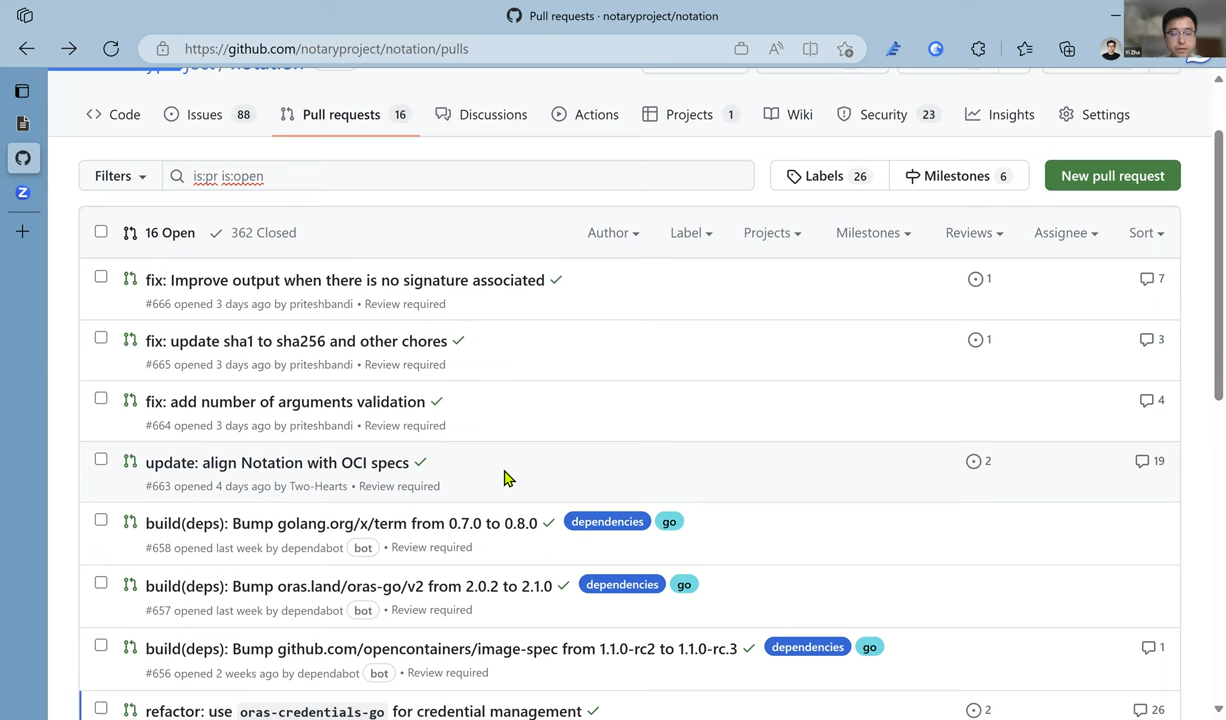 Pull requests · notaryproject/notation
https://github.com/notaryproject/notation/pulls
Yi Zha
Code
Issues 88
Pull requests 16
Discussions
Actions
Projects 1
Wiki
Security 23
Insights
Settings
Filters
is:pr is:open
Labels 26
Milestones 6
New pull request
16 Open
362 Closed
Author
Label
Projects
Milestones
Reviews
Assignee
Sort
fix: Improve output when there is no signature associated
1
7
#666 opened 3 days ago by priteshbandi • Review required
fix: update sha1 to sha256 and other chores
1
3
#665 opened 3 days ago by priteshbandi • Review required
fix: add number of arguments validation
4
#664 opened 3 days ago by priteshbandi • Review required
update: align Notation with OCI specs
2
19
#663 opened 4 days ago by Two-Hearts • Review required
build(deps): Bump golang.org/x/term from 0.7.0 to 0.8.0 dependencies go
#658 opened last week by dependabot bot • Review required
build(deps): Bump oras.land/oras-go/v2 from 2.0.2 to 2.1.0 dependencies go
#657 opened last week by dependabot bot • Review required
build(deps): Bump github.com/opencontainers/image-spec from 1.1.0-rc2 to 1.1.0-rc.3 dependencies go
1
#656 opened 2 weeks ago by dependabot bot • Review required
refactor: use oras-credentials-go for credential management
2
26